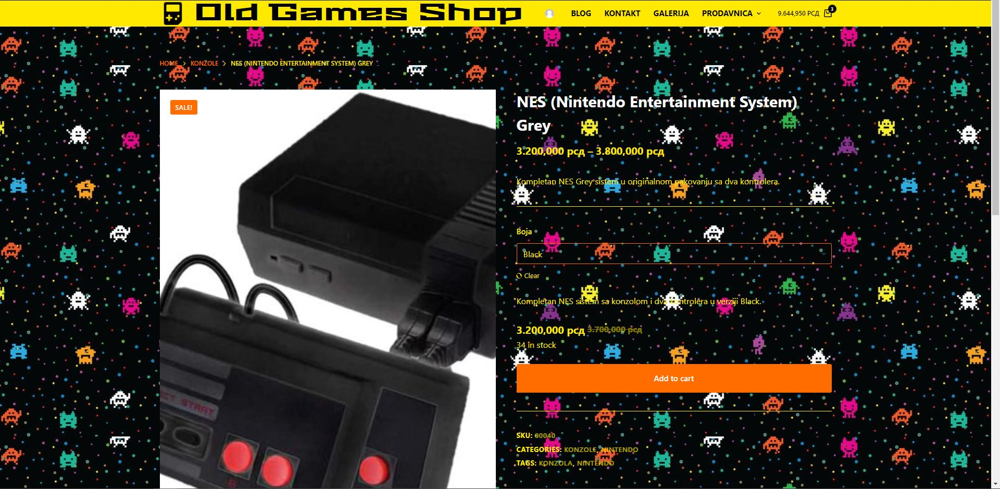 Old Games Shop
BLOG
KONTAKT
GALERIJA
PRODAVNICA
9.644,950 РСД
3
HOME > KONZOLE > NES (NINTENDO ENTERTAINMENT SYSTEM) GREY
SALE!
NES (Nintendo Entertainment System)
Grey
3.200,000 рсд – 3.800,000 рсд
Kompletan NES Grey sistem u originalnom pakovanju sa dva kontrolera.
Boja
Black
Clear
Kompletan NES sistem sa konzolom i dva kontrolera u verziji Black.
3.200,000 рсд 3.700,000 рсд
34 in stock
Add to cart
SKU: 00040
CATEGORIES: KONZOLE, NINTENDO
TAGS: KONZOLA, NINTENDO
START